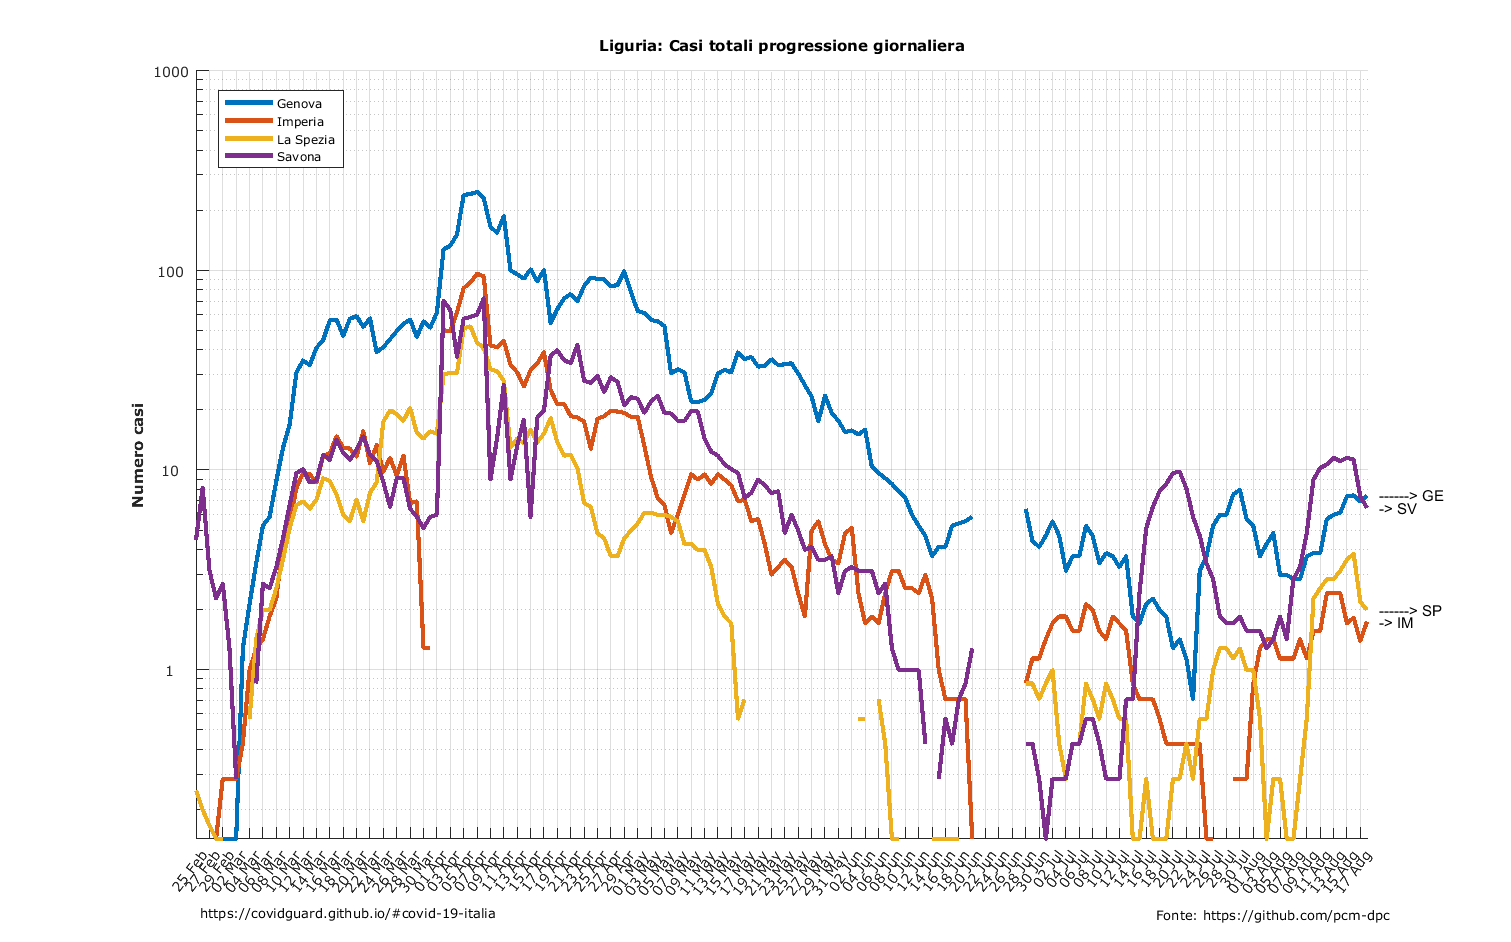 Liguria: Casi totali progressione giornaliera
1000
100
10
1
Numero casi
Genova
Imperia
La Spezia
Savona
------> GE
-> SV
------> SP
-> IM
25 Feb
27 Feb
29 Feb
02 Mar
04 Mar
06 Mar
08 Mar
10 Mar
12 Mar
14 Mar
16 Mar
18 Mar
20 Mar
22 Mar
24 Mar
26 Mar
28 Mar
30 Mar
01 Apr
03 Apr
05 Apr
07 Apr
09 Apr
11 Apr
13 Apr
15 Apr
17 Apr
19 Apr
21 Apr
23 Apr
25 Apr
27 Apr
29 Apr
01 May
03 May
05 May
07 May
09 May
11 May
13 May
15 May
17 May
19 May
21 May
23 May
25 May
27 May
29 May
31 May
02 Jun
04 Jun
06 Jun
08 Jun
10 Jun
12 Jun
14 Jun
16 Jun
18 Jun
20 Jun
22 Jun
24 Jun
26 Jun
28 Jun
30 Jun
02 Jul
04 Jul
06 Jul
08 Jul
10 Jul
12 Jul
14 Jul
16 Jul
18 Jul
20 Jul
22 Jul
24 Jul
26 Jul
28 Jul
30 Jul
01 Aug
03 Aug
05 Aug
07 Aug
09 Aug
11 Aug
13 Aug
15 Aug
17 Aug
https://covidguard.github.io/#covid-19-italia
Fonte: https://github.com/pcm-dpc